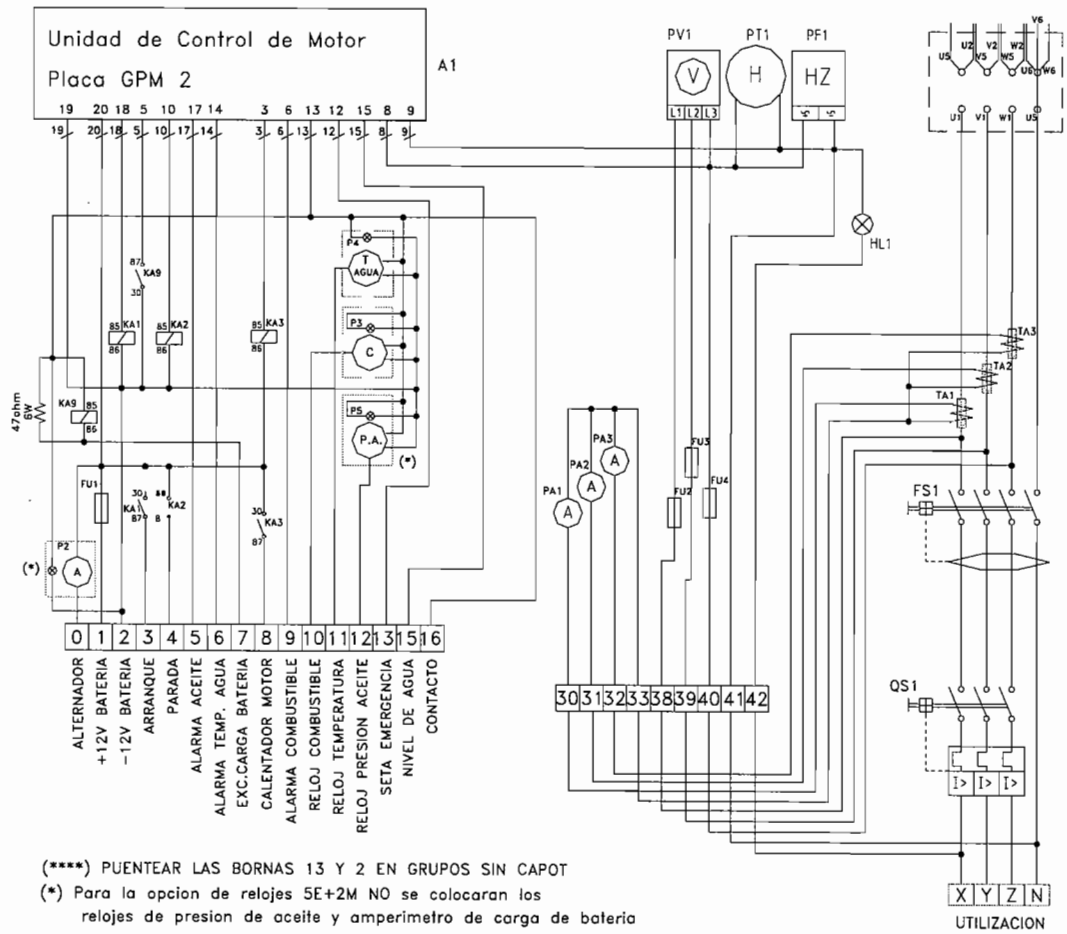 Unidad de Control de Motor
Placa GPM 2
A1
19 20 18 5 10 17 14 3 6 13 12 15 8 9
19 20 18 5 10 17 14 3 6 13 12 15 8 9
PV1 PT1 PF1
V H HZ
L1 L2 L3
V6
U5 U2 V2 W2
V5 W5 U6 W6
U1 V1 W1 U5
HL1
P4
T
AGUA
87 KA9
30
85 KA1
86
85 KA2
86
85 KA3
86
P3
C
TA3
TA2
TA1
47ohm
6W
KA9 85
86
P5
P.A.
(*)
PA3
A
PA2
A
PA1
A
FU3
FU2
FU4
FS1
FU1
30
KA1
87
KA2
30
KA3
87
P2
(*)
A
0 1 2 3 4 5 6 7 8 9 10 11 12 13 15 16
ALTERNADOR
+12V BATERIA
-12V BATERIA
ARRANQUE
PARADA
ALARMA ACEITE
ALARMA TEMP. AGUA
EXC.CARGA BATERIA
CALENTADOR MOTOR
ALARMA COMBUSTIBLE
RELOJ COMBUSTIBLE
RELOJ TEMPERATURA
RELOJ PRESION ACEITE
SETA EMERGENCIA
NIVEL DE AGUA
CONTACTO
30 31 32 33 38 39 40 41 42
QS1
I> I> I>
X Y Z N
UTILIZACION
(****) PUENTEAR LAS BORNAS 13 Y 2 EN GRUPOS SIN CAPOT
(*) Para la opcion de relojes 5E+2M NO se colocaran los
relojes de presion de aceite y amperimetro de carga de bateria